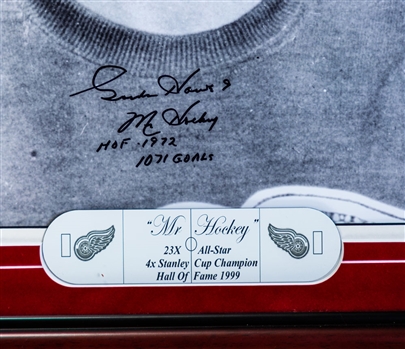 Gordie Howe 9
Mr Hockey
HOF · 1972
1071 GOALS
"Mr Hockey"
23X All-Star
4x Stanley Cup Champion
Hall Of Fame 1999